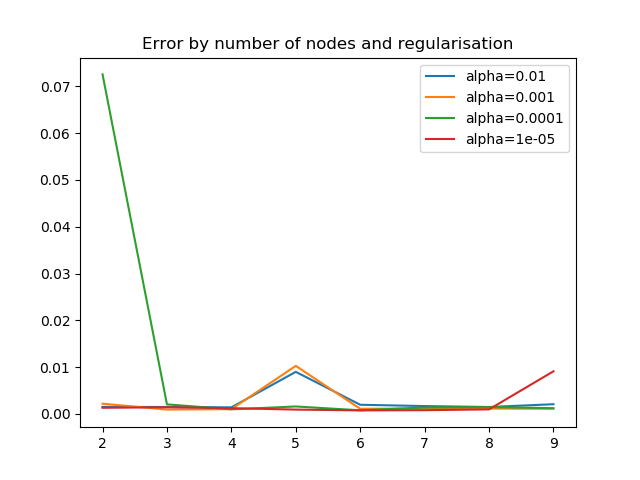 Error by number of nodes and regularisation
alpha=0.01
alpha=0.001
alpha=0.0001
alpha=1e-05
0.07
0.06
0.05
0.04
0.03
0.02
0.01
0.00
2 3 4 5 6 7 8 9